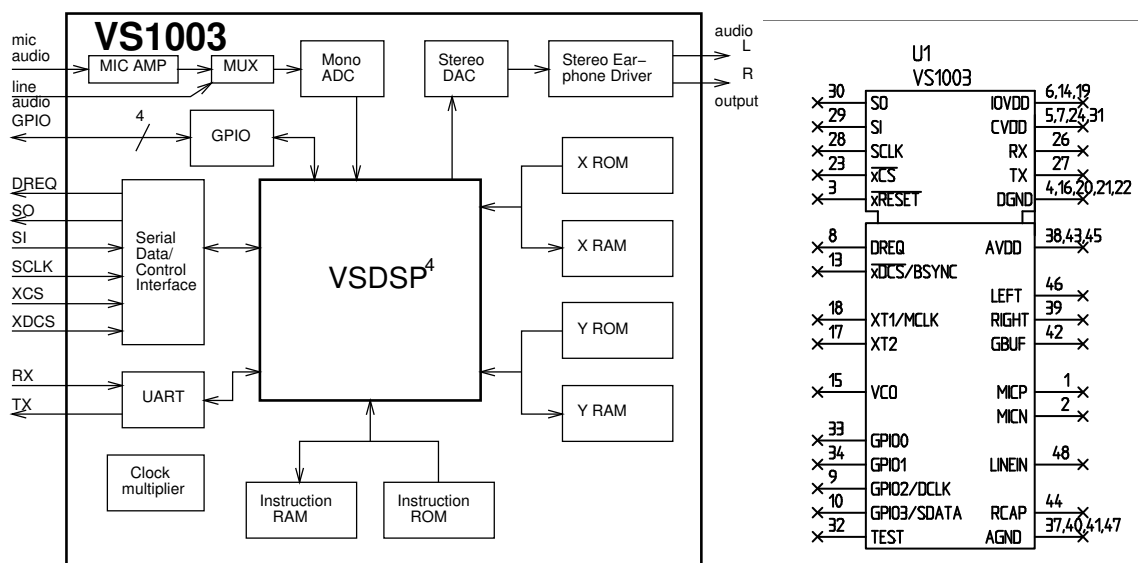 VS1003
mic
audio
MIC AMP
MUX
Mono
ADC
Stereo
DAC
Stereo Ear-
phone Driver
audio
L
R
output
line
audio
GPIO
4
GPIO
X ROM
DREQ
SO
SI
SCLK
XCS
XDCS
Serial
Data/
Control
Interface
X RAM
VSDSP4
Y ROM
RX
TX
UART
Y RAM
Clock
multiplier
Instruction
RAM
Instruction
ROM
U1
VS1003
30 SO IOVDD 6,14,19
29 SI CVDD 5,7,24,31
28 SCLK RX 26
23 xCS TX 27
3 xRESET DGND 4,16,20,21,22
8 DREQ AVDD 38,43,45
13 xDCS/BSYNC
LEFT 46
18 XT1/MCLK RIGHT 39
17 XT2 GBUF 42
15 VCO MICP 1
MICN 2
33 GPIO0
34 GPIO1 LINEIN 48
9 GPIO2/DCLK
10 GPIO3/SDATA RCAP 44
32 TEST AGND 37,40,41,47